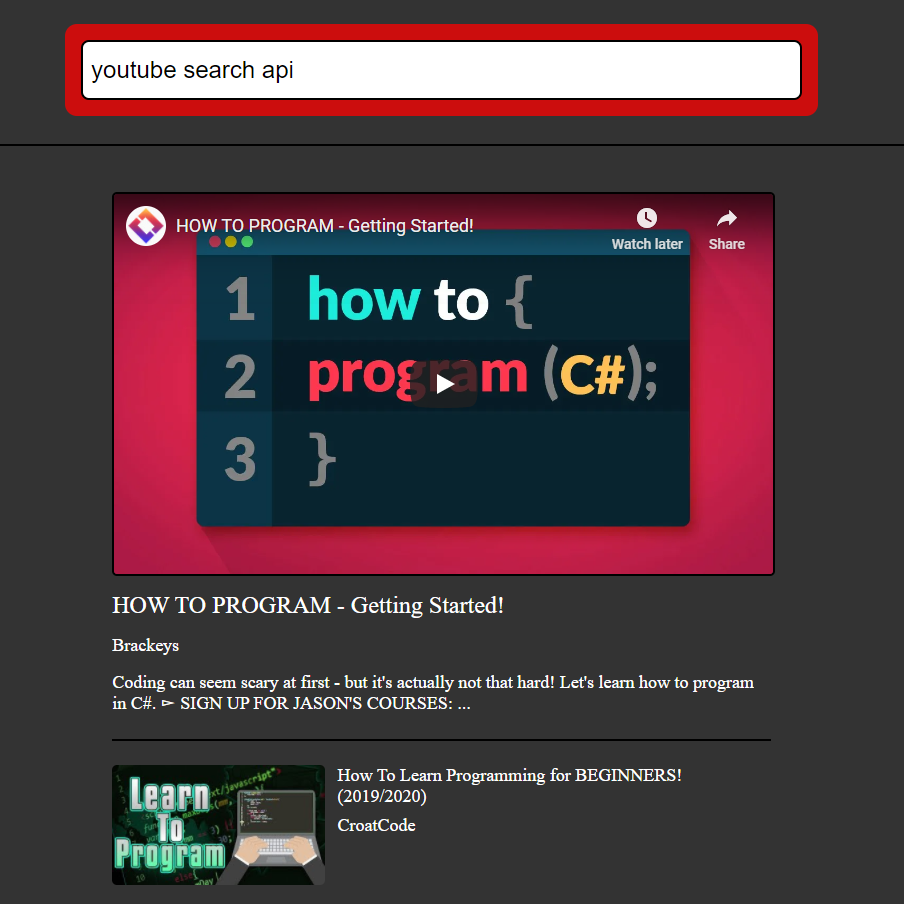 youtube search api
HOW TO PROGRAM - Getting Started!
Watch later
Share
1 how to {
2 program (C#);
3 }
HOW TO PROGRAM - Getting Started!
Brackeys
Coding can seem scary at first - but it's actually not that hard! Let's learn how to program
in C#. ► SIGN UP FOR JASON'S COURSES: ...
Learn
To
Program
How To Learn Programming for BEGINNERS!
(2019/2020)
CroatCode